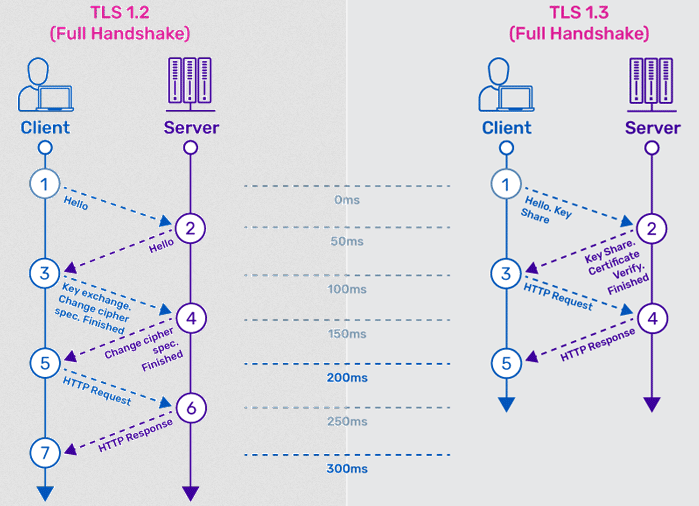 TLS 1.2
(Full Handshake)
Client
Server
1
Hello
2
Hello
3
Key exchange.
Change cipher
spec. Finished
4
Change cipher
spec.
Finished
5
HTTP Request
6
HTTP Response
7
0ms
50ms
100ms
150ms
200ms
250ms
300ms
TLS 1.3
(Full Handshake)
Client
Server
1
Hello, Key
Share
2
Key Share.
Certificate
Verify.
Finished
3
HTTP Request
4
HTTP Response
5